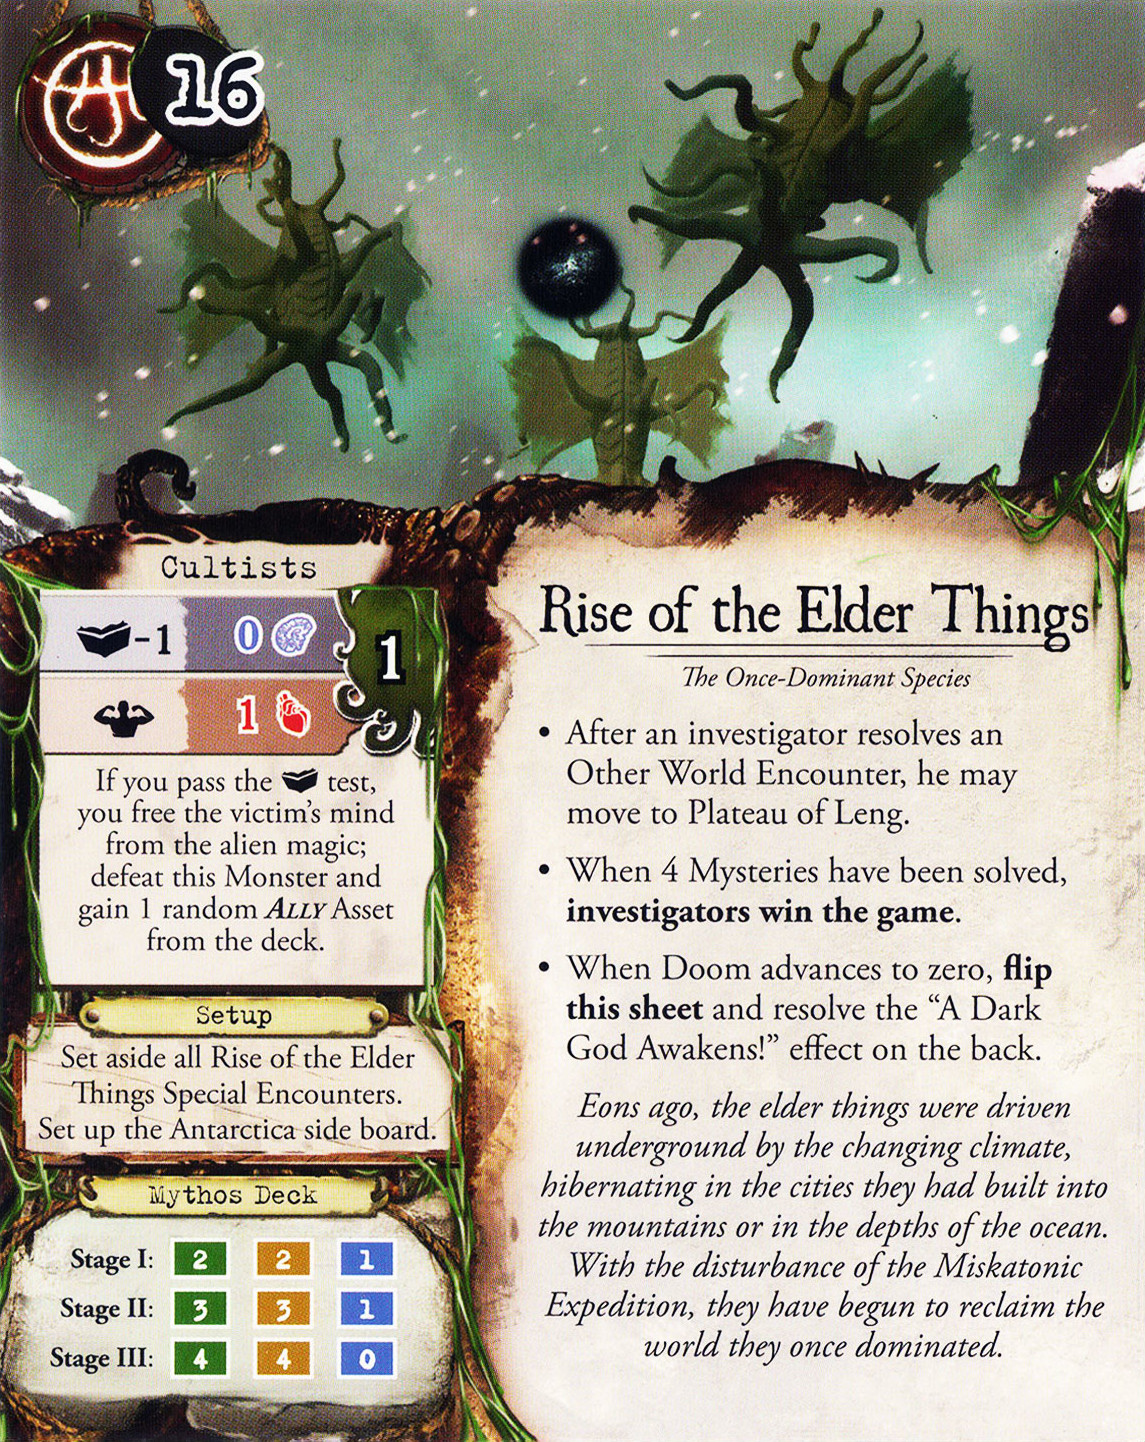 16
Cultists
-1 0 1
1
If you pass the test,
you free the victim's mind
from the alien magic;
defeat this Monster and
gain 1 random ALLY Asset
from the deck.
Setup
Set aside all Rise of the Elder
Things Special Encounters.
Set up the Antarctica side board.
Mythos Deck
Stage I: 2 2 1
Stage II: 3 3 1
Stage III: 4 4 0
Rise of the Elder Things
The Once-Dominant Species
• After an investigator resolves an
Other World Encounter, he may
move to Plateau of Leng.
• When 4 Mysteries have been solved,
investigators win the game.
• When Doom advances to zero, flip
this sheet and resolve the “A Dark
God Awakens!” effect on the back.
Eons ago, the elder things were driven
underground by the changing climate,
hibernating in the cities they had built into
the mountains or in the depths of the ocean.
With the disturbance of the Miskatonic
Expedition, they have begun to reclaim the
world they once dominated.